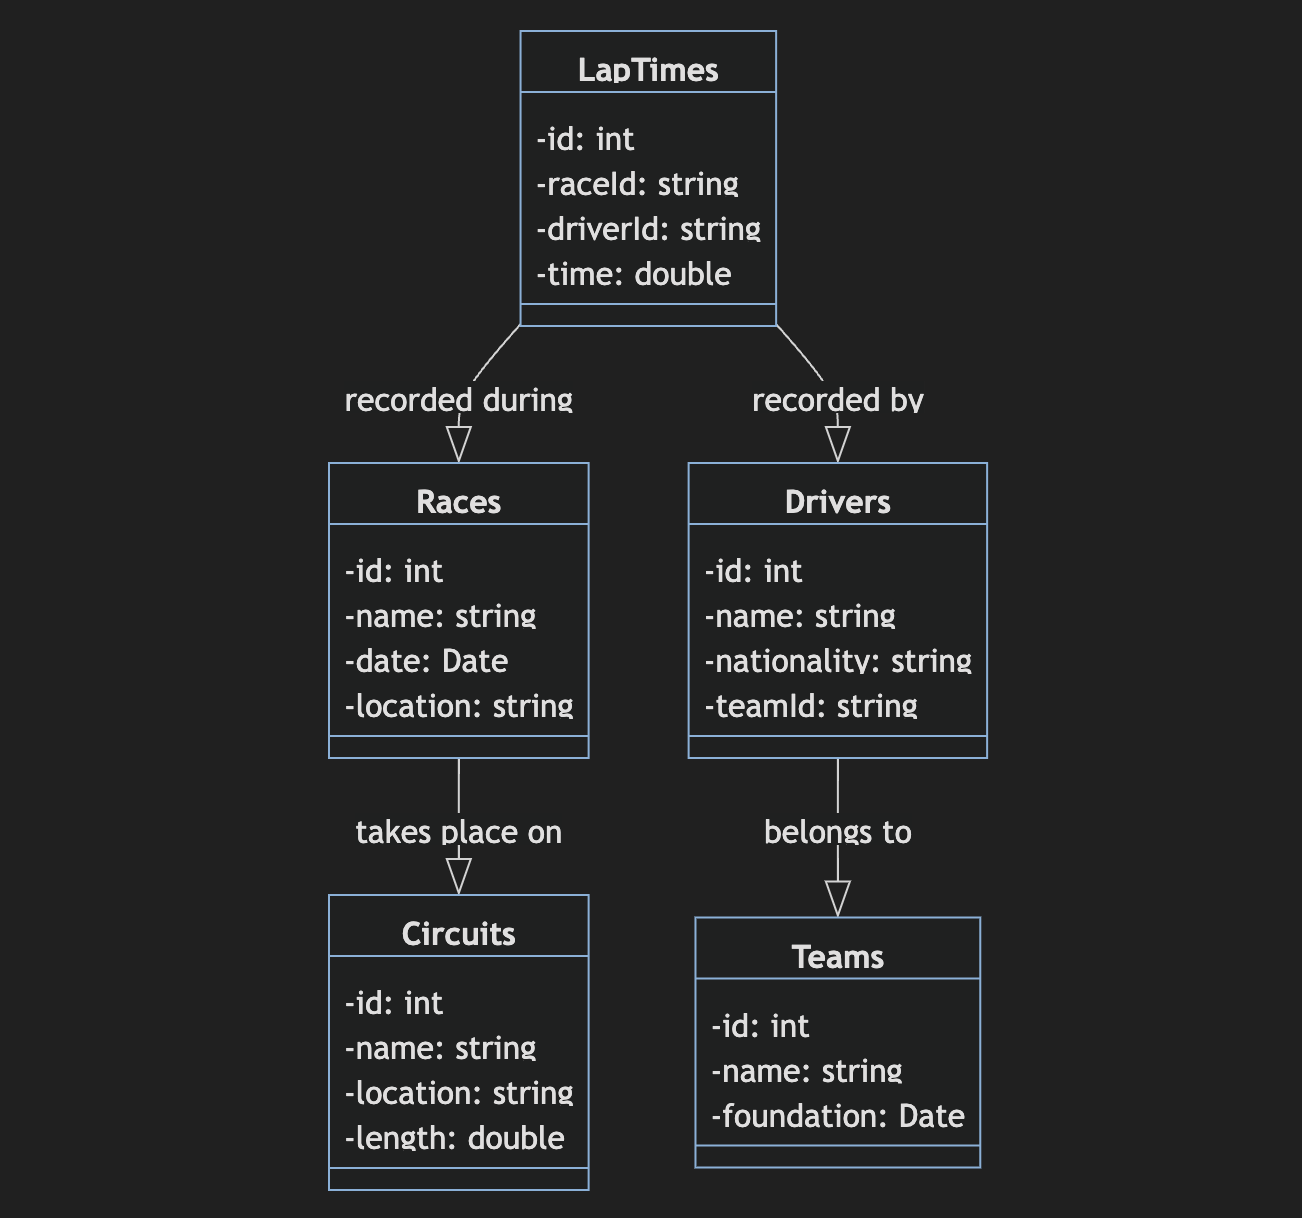 LapTimes
-id: int
-raceId: string
-driverId: string
-time: double
recorded during
recorded by
Races
-id: int
-name: string
-date: Date
-location: string
Drivers
-id: int
-name: string
-nationality: string
-teamId: string
takes place on
belongs to
Circuits
-id: int
-name: string
-location: string
-length: double
Teams
-id: int
-name: string
-foundation: Date